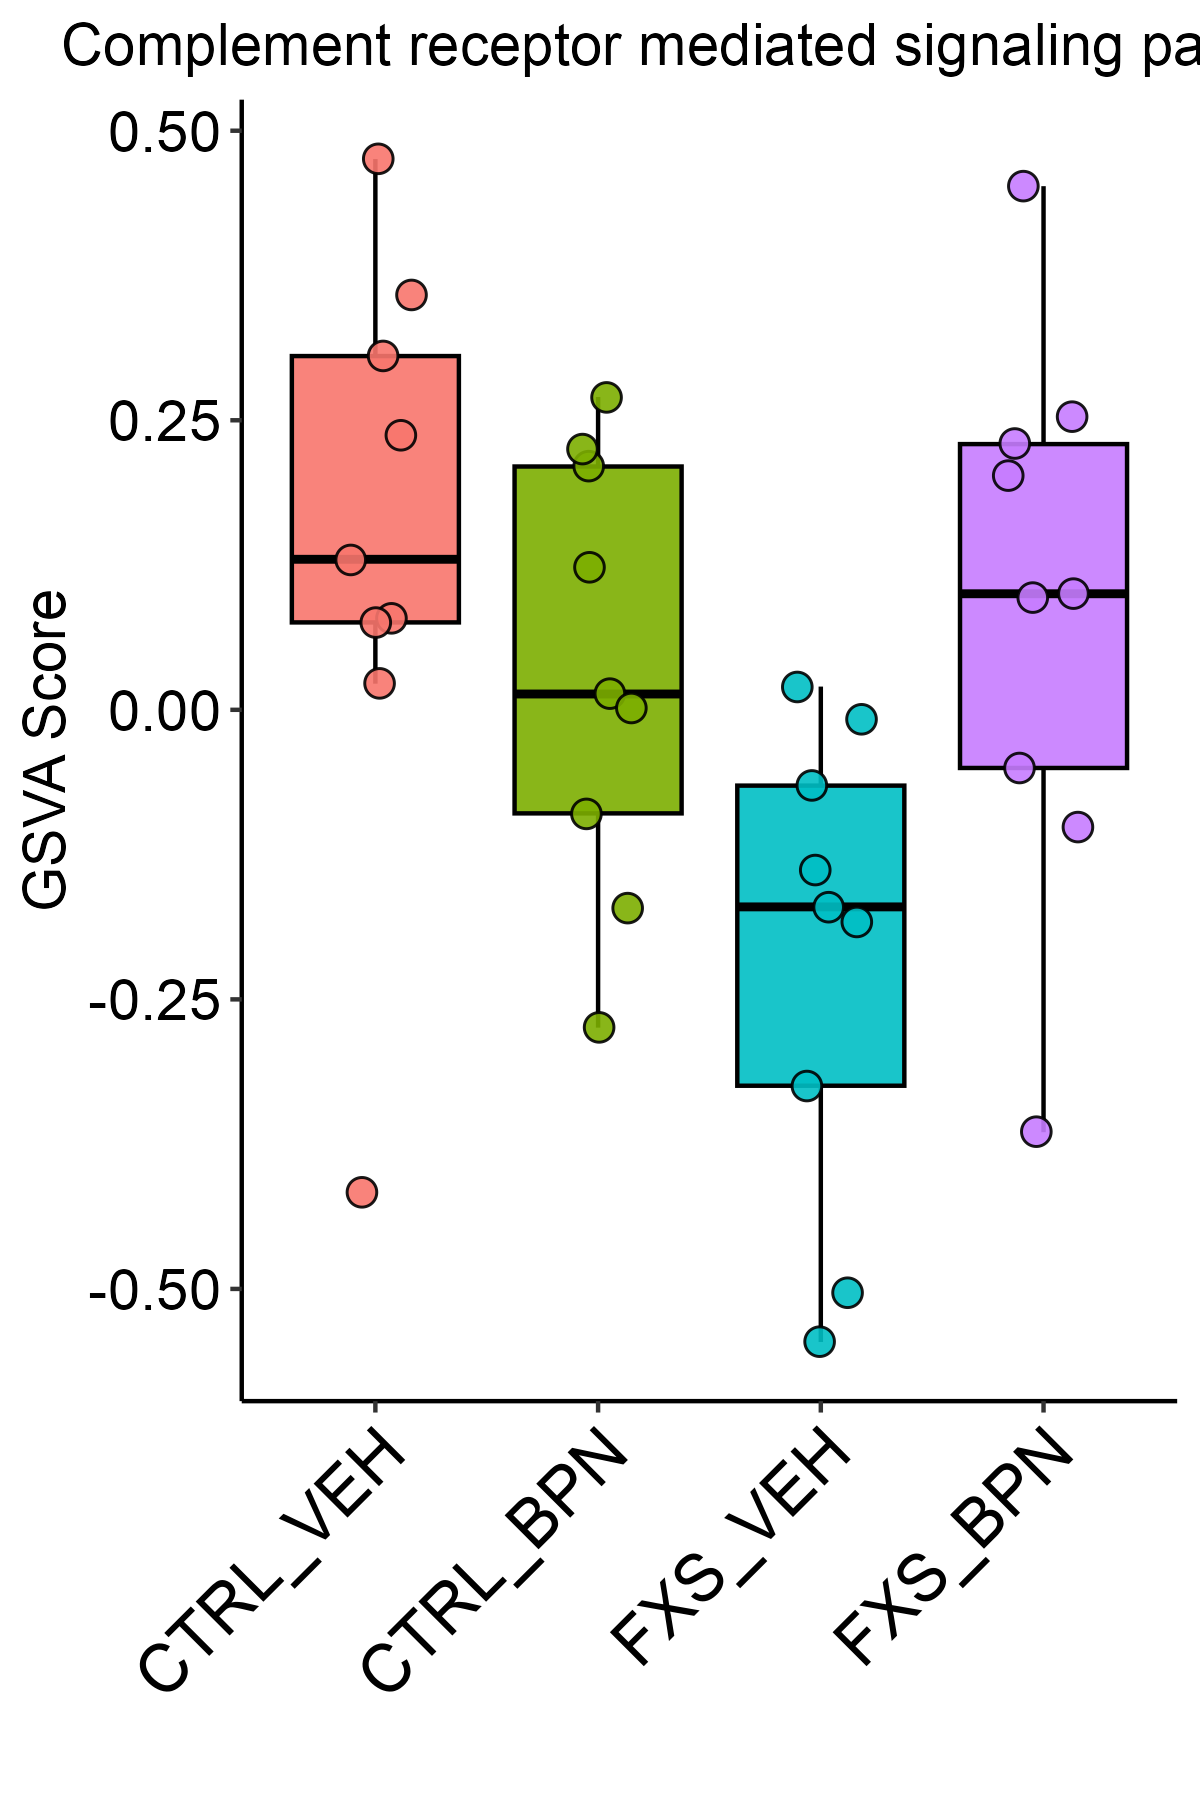 Complement receptor mediated signaling pa
0.50
0.25
0.00
-0.25
-0.50
GSVA Score
CTRL_VEH
CTRL_BPN
FXS_VEH
FXS_BPN